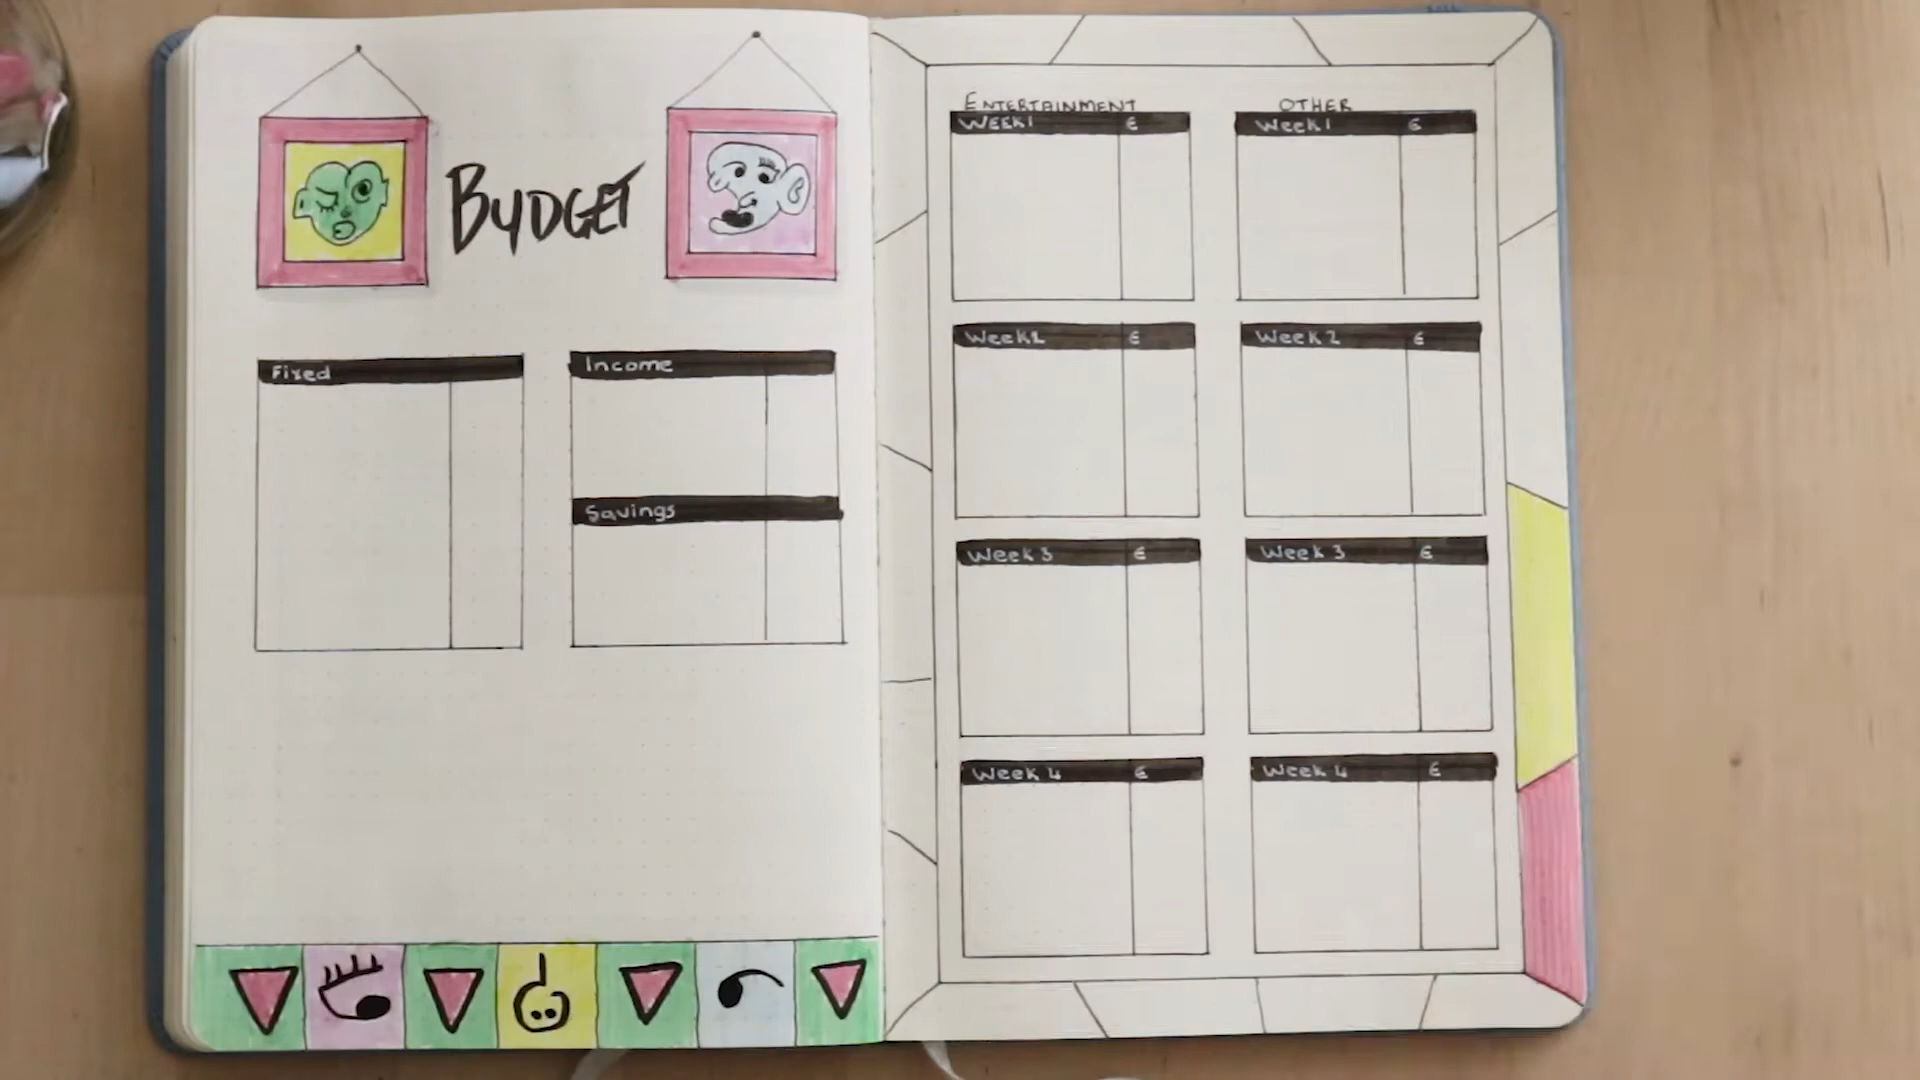 BUDGET
Fixed
Income
Savings
ENTERTAINMENT
WEEK1 €
Week2 €
Week 3 €
Week 4 €
OTHER
Week1 €
Week 2 €
Week 3 €
Week 4 €